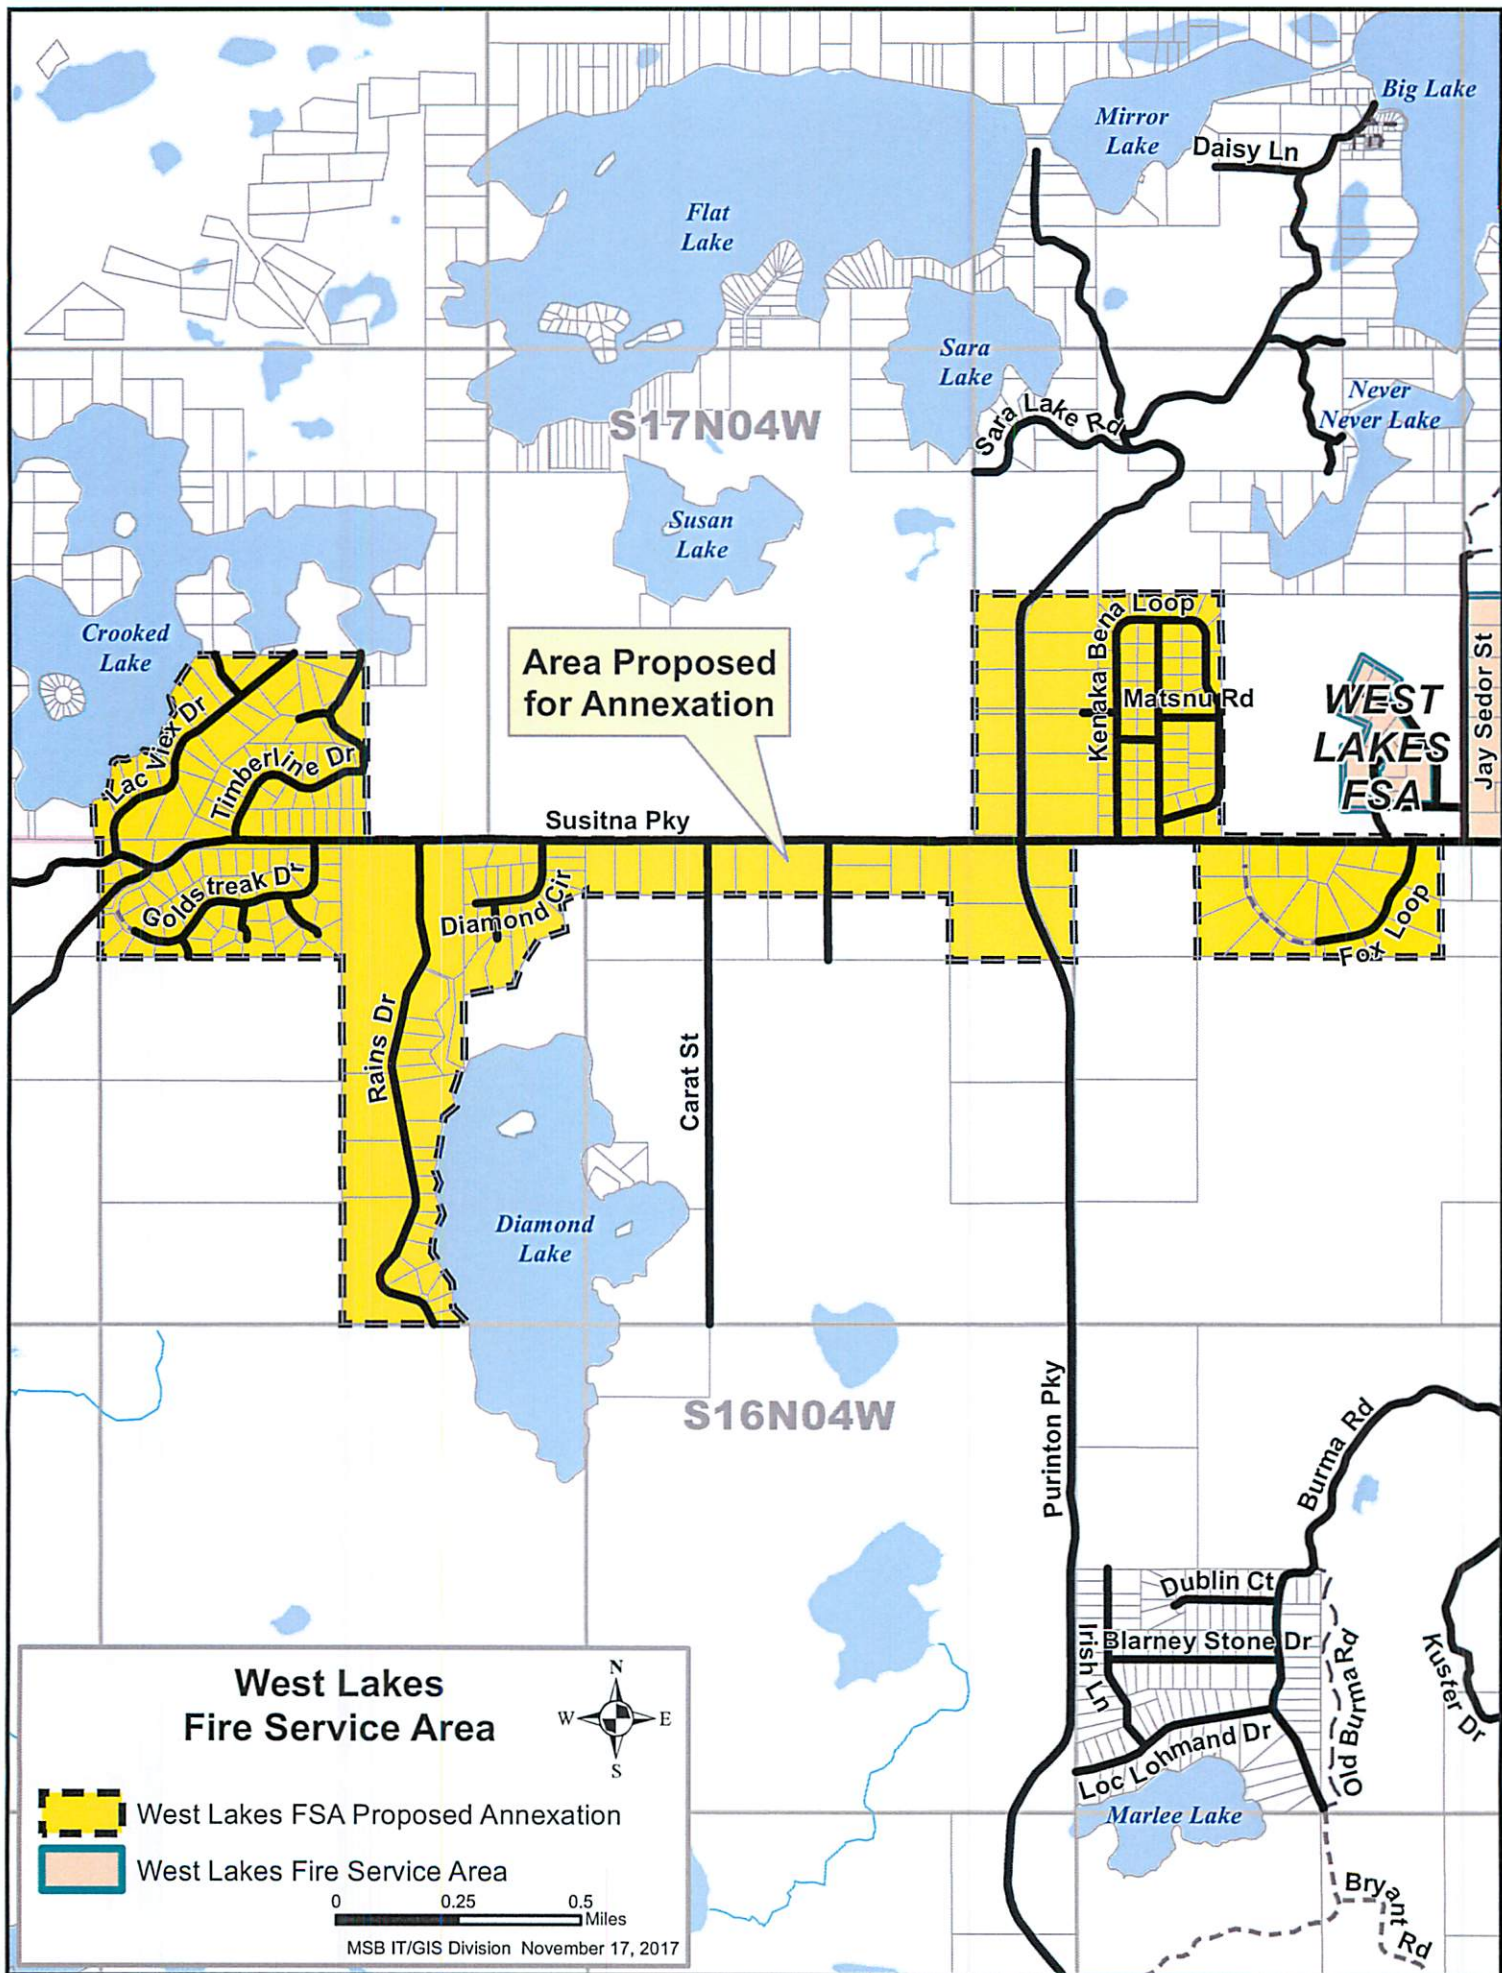 Big Lake
Mirror
Lake
Daisy Ln
Flat
Lake
Sara
Lake
Never
Never Lake
S17N04W
Sara Lake Rd
Susan
Lake
Crooked
Lake
Area Proposed
for Annexation
Kenaka Bena Loop
Matsnu Rd
WEST
LAKES
FSA
Jay Sedor St
Lac Viex Dr
Timberline Dr
Susitna Pky
Goldstreak Dr
Diamond Cir
Fox Loop
Rains Dr
Carat St
Diamond
Lake
S16N04W
Purinton Pky
Burma Rd
Dublin Ct
Irish Ln
Blarney Stone Dr
Old Burma Rd
Kuster Dr
Loc Lohmand Dr
Marlee Lake
Bryant Rd
West Lakes
Fire Service Area
N
W E
S
West Lakes FSA Proposed Annexation
West Lakes Fire Service Area
0 0.25 0.5
Miles
MSB IT/GIS Division November 17, 2017